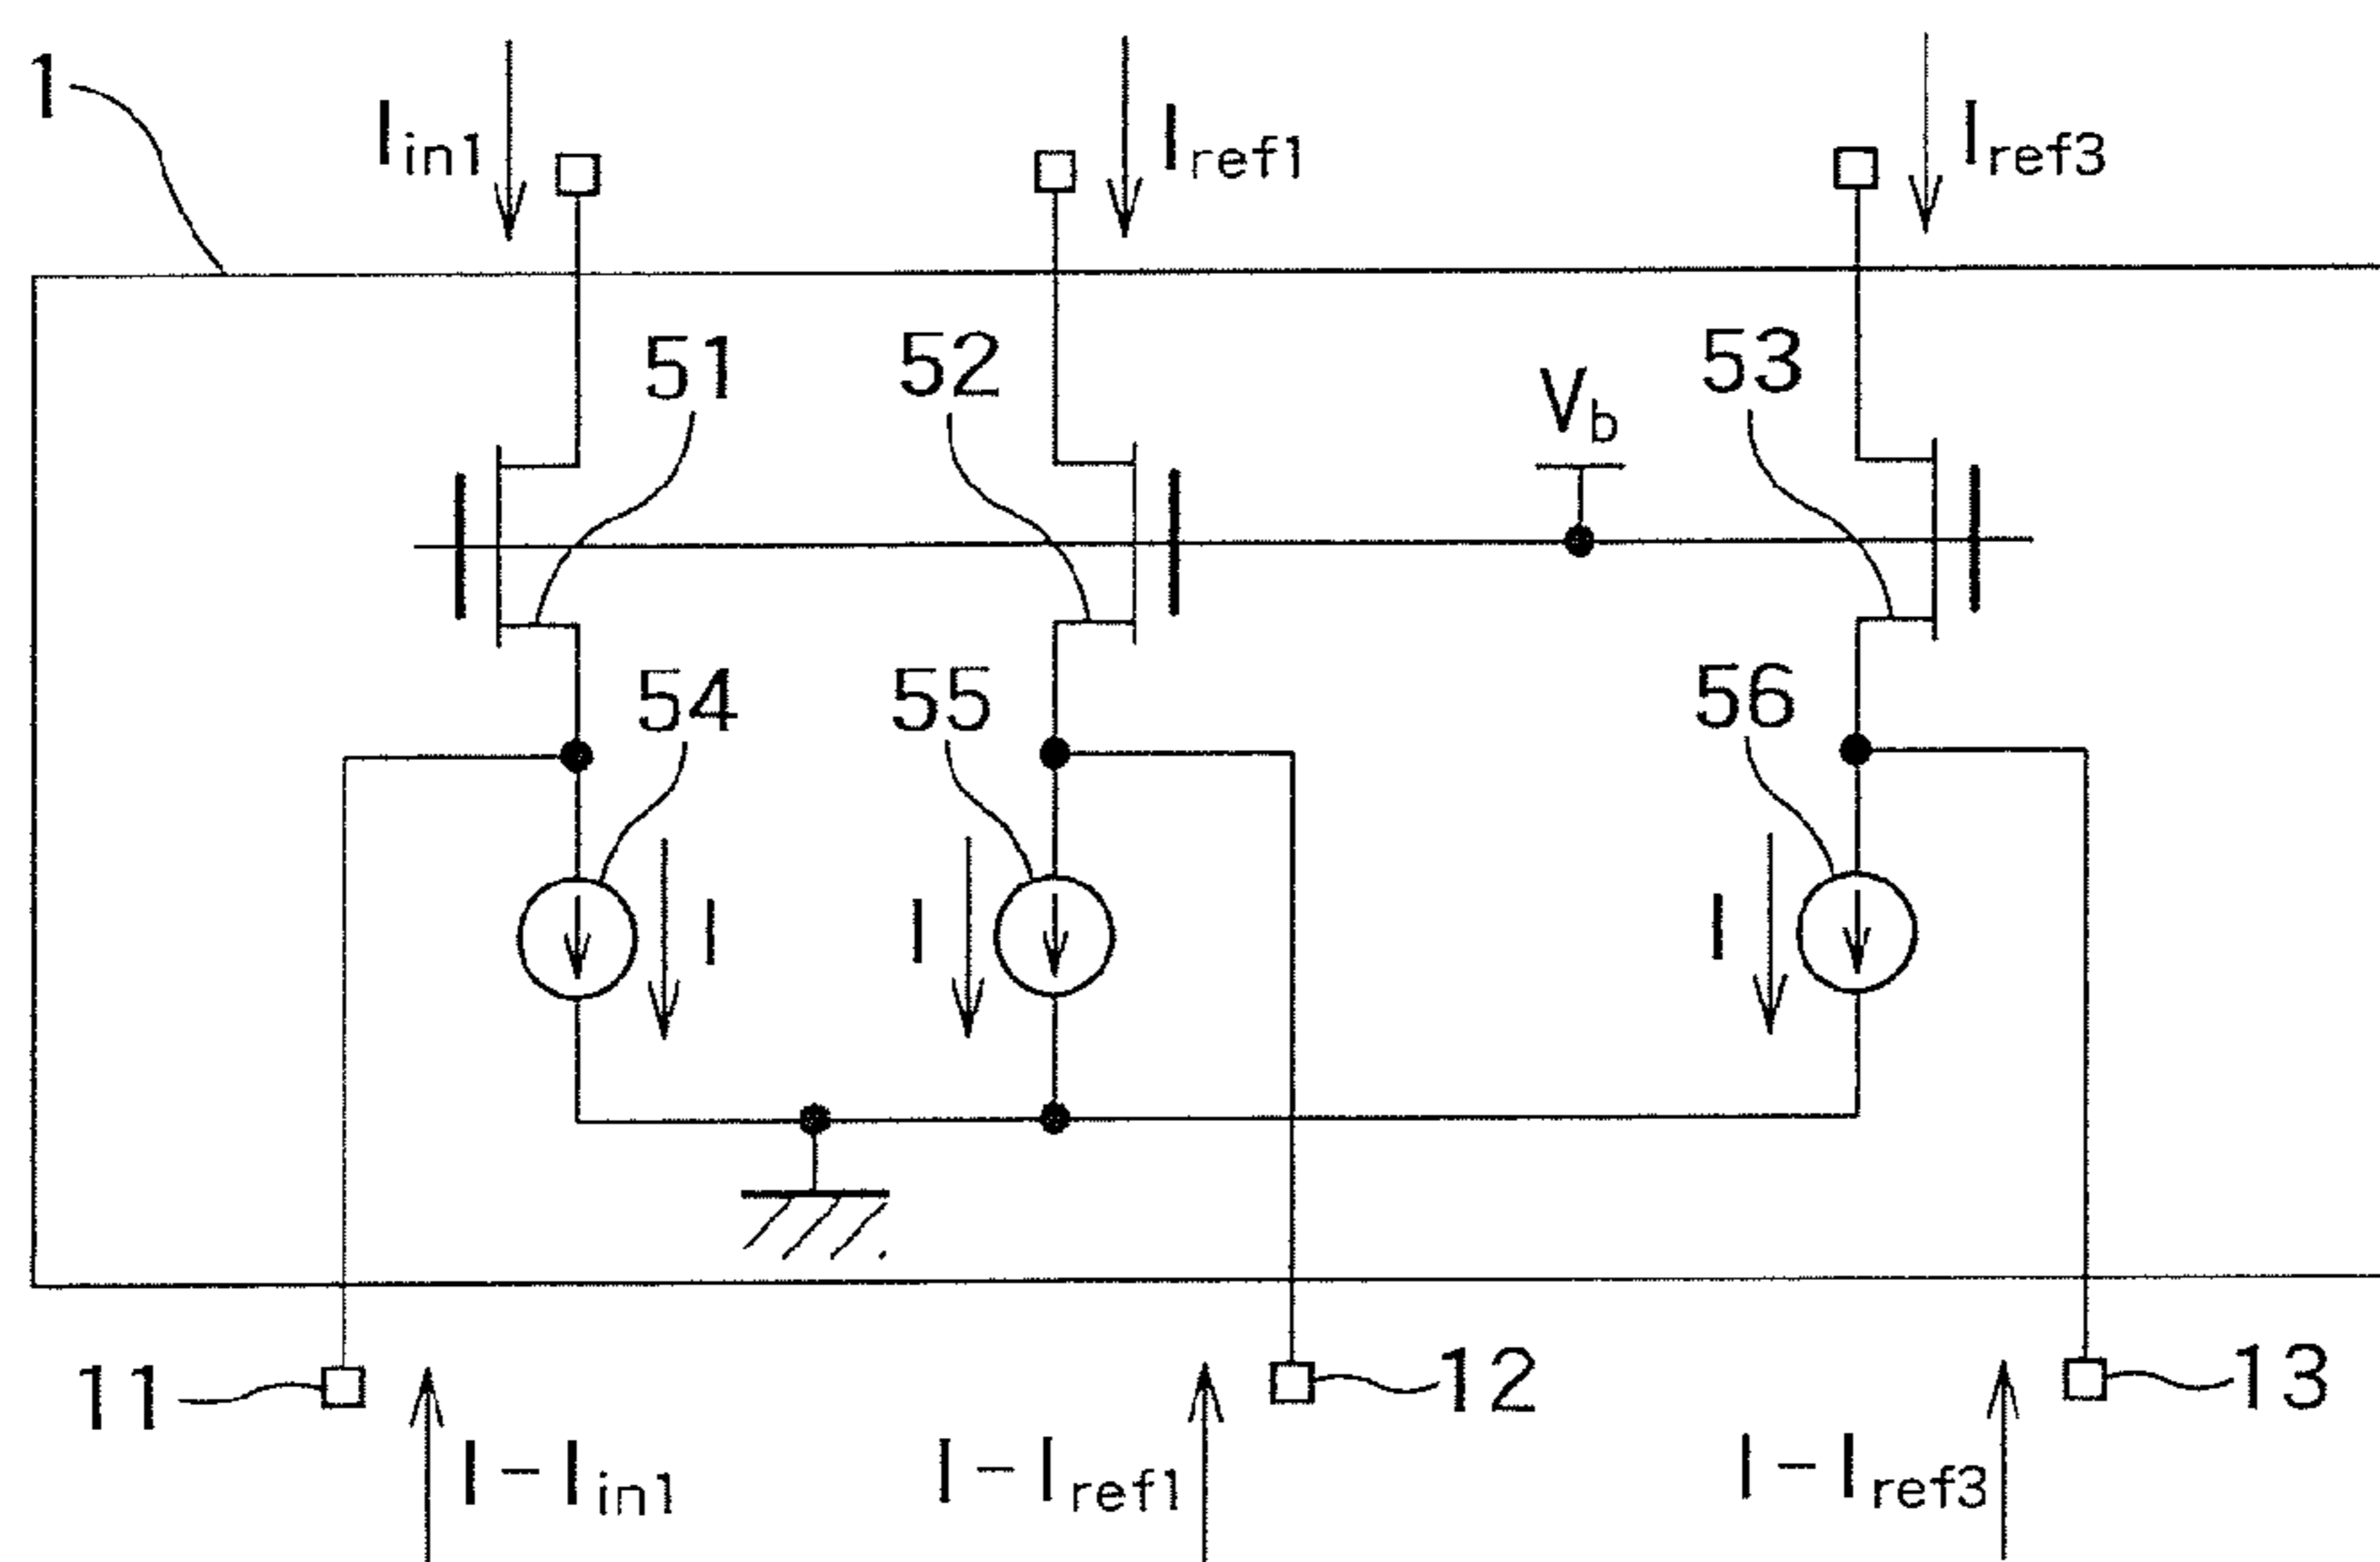 1
I_in1
I_ref1
I_ref3
51
52
V_b
53
54
55
56
I
I
I
11
12
13
I-I_in1
I-I_ref1
I-I_ref3